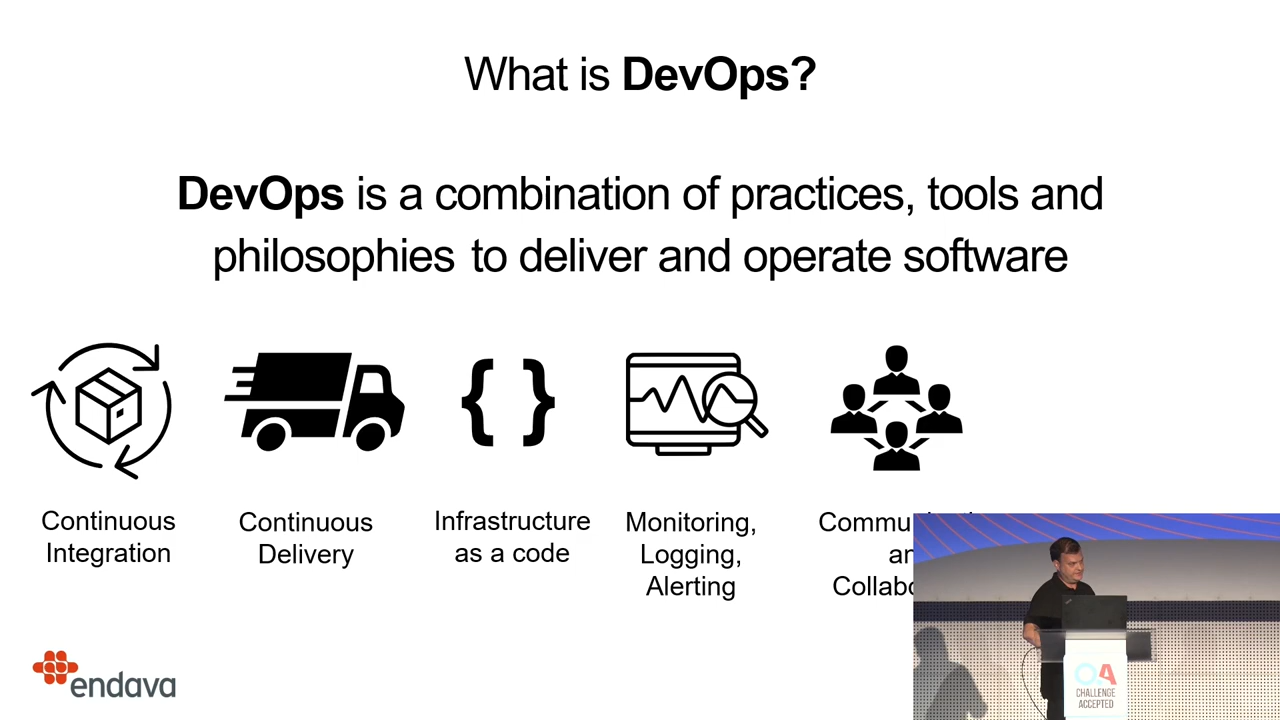 What is DevOps?
DevOps is a combination of practices, tools and
philosophies to deliver and operate software
Continuous
Integration
Continuous
Delivery
Infrastructure
as a code
Monitoring,
Logging,
Alerting
endava
QA
CHALLENGE
ACCEPTED